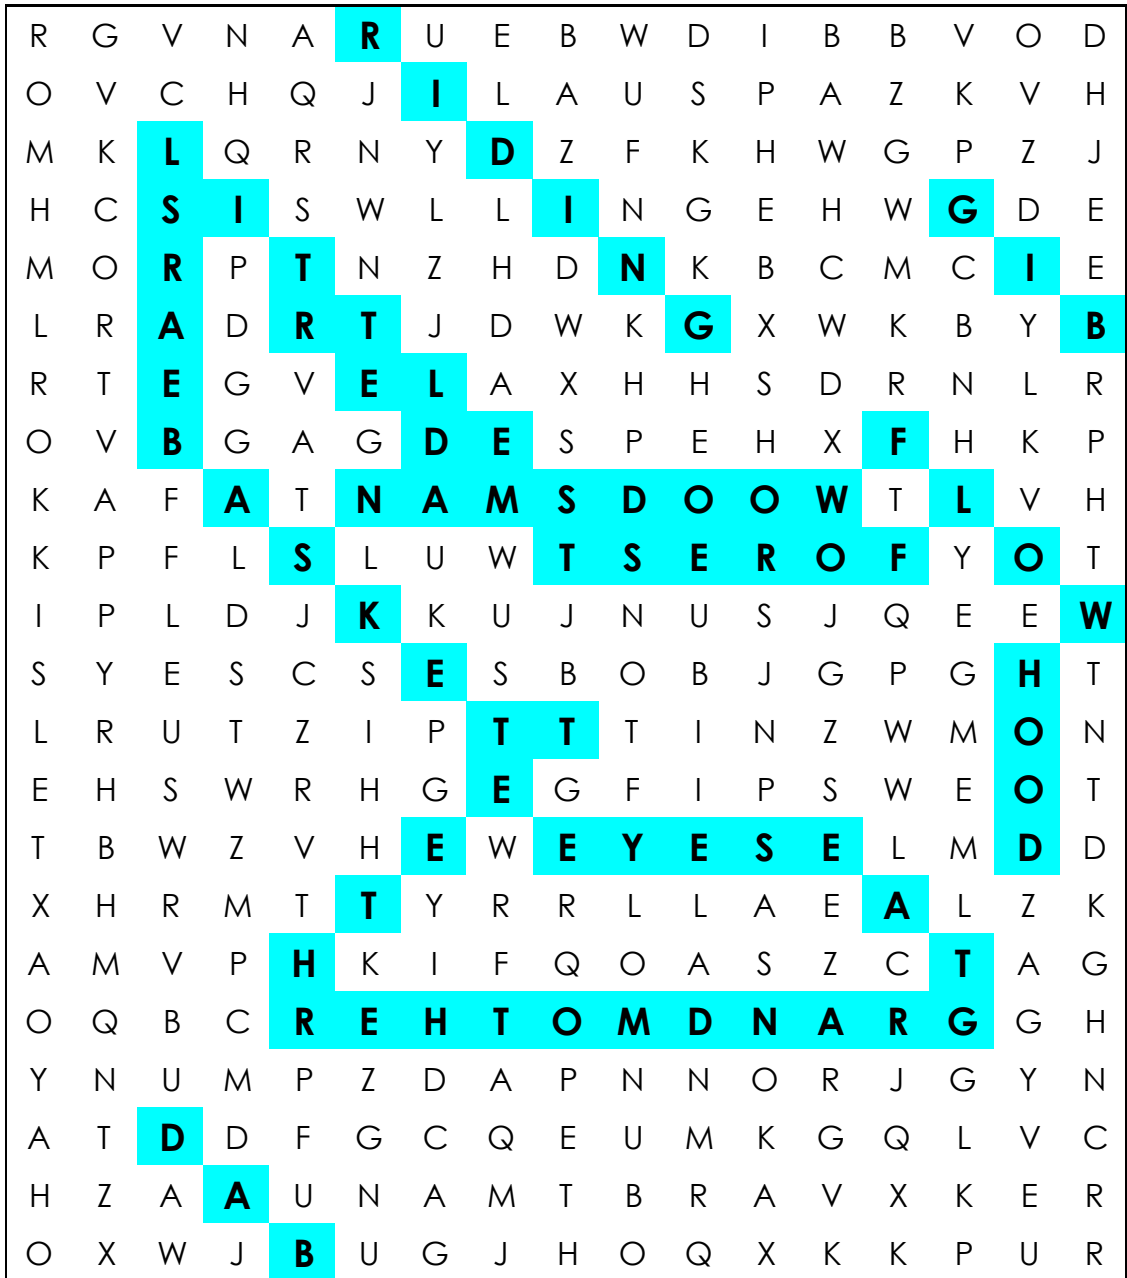 R G V N A R U E B W D I B B V O D
O V C H Q J I L A U S P A Z K V H
M K L Q R N Y D Z F K H W G P Z J
H C S I S W L L I N G E H W G D E
M O R P T N Z H D N K B C M C I E
L R A D R T J D W K G X W K B Y B
R T E G V E L A X H H S D R N L R
O V B G A G D E S P E H X F H K P
K A F A T N A M S D O O W T L V H
K P F L S L U W T S E R O F Y O T
I P L D J K K U J N U S J Q E E W
S Y E S C S E S B O B J G P G H T
L R U T Z I P T T T I N Z W M O N
E H S W R H G E G F I P S W E O T
T B W Z V H E W E Y E S E L M D D
X H R M T T Y R R L L A E A L Z K
A M V P H K I F Q O A S Z C T A G
O Q B C R E H T O M D N A R G G H
Y N U M P Z D A P N N O R J G Y N
A T D D F G C Q E U M K G Q L V C
H Z A A U N A M T B R A V X K E R
O X W J B U G J H O Q X K K P U R